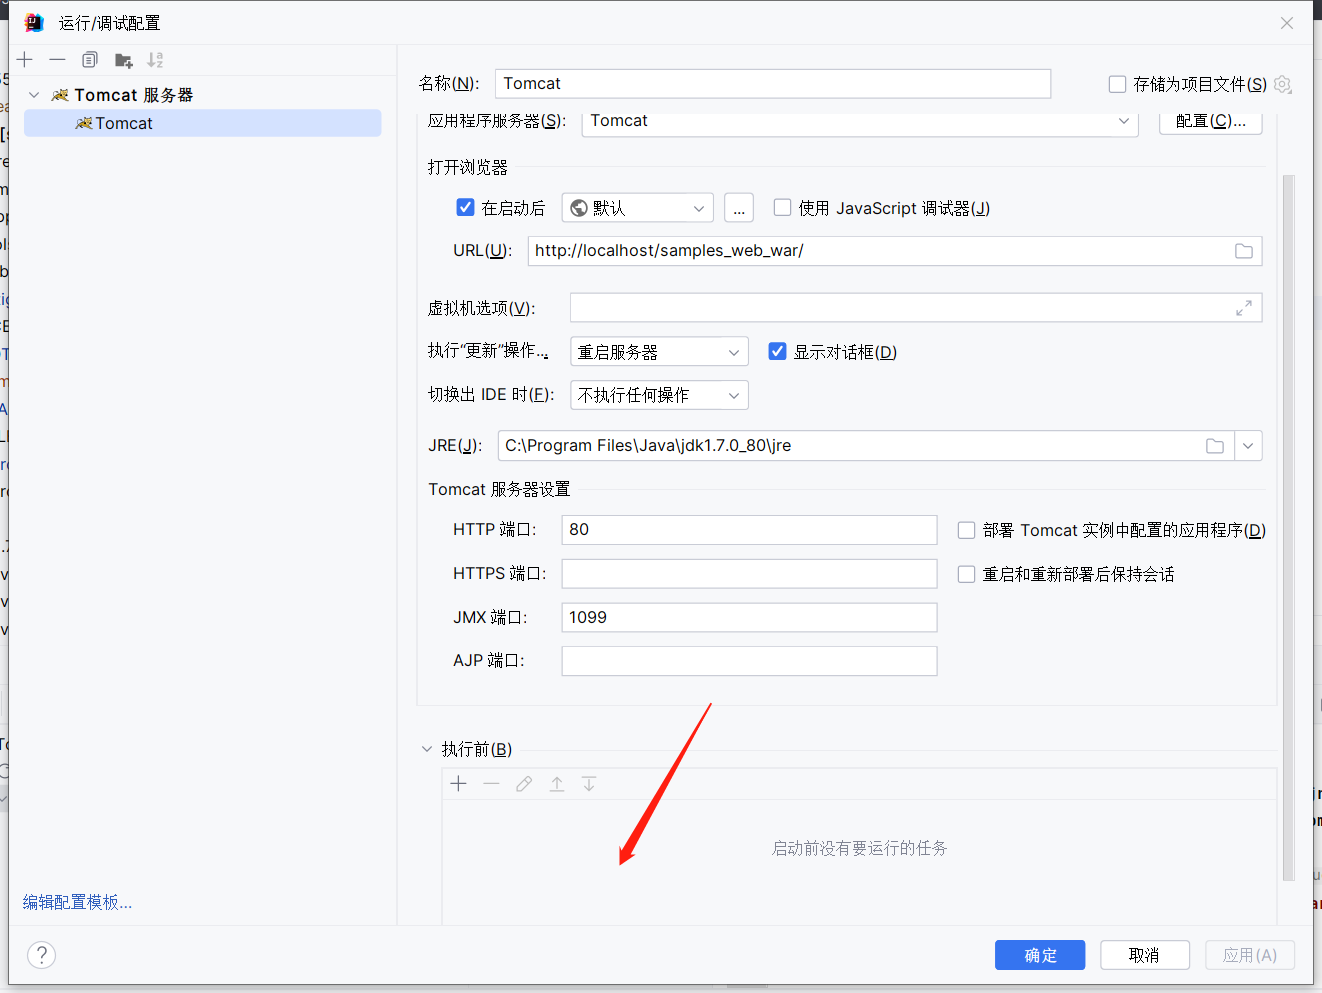 运行/调试配置
Tomcat 服务器
Tomcat
编辑配置模板...
名称(N):
Tomcat
存储为项目文件(S)
应用程序服务器(S):
Tomcat
配置(C)...
打开浏览器
在启动后
默认
...
使用 JavaScript 调试器(J)
URL(U):
http://localhost/samples_web_war/
虚拟机选项(V):
执行“更新”操作...
重启服务器
显示对话框(D)
切换出 IDE 时(F):
不执行任何操作
JRE(J):
C:\Program Files\Java\jdk1.7.0_80\jre
Tomcat 服务器设置
HTTP 端口:
80
部署 Tomcat 实例中配置的应用程序(D)
HTTPS 端口:
重启和重新部署后保持会话
JMX 端口:
1099
AJP 端口:
执行前(B)
启动前没有要运行的任务
?
确定
取消
应用(A)